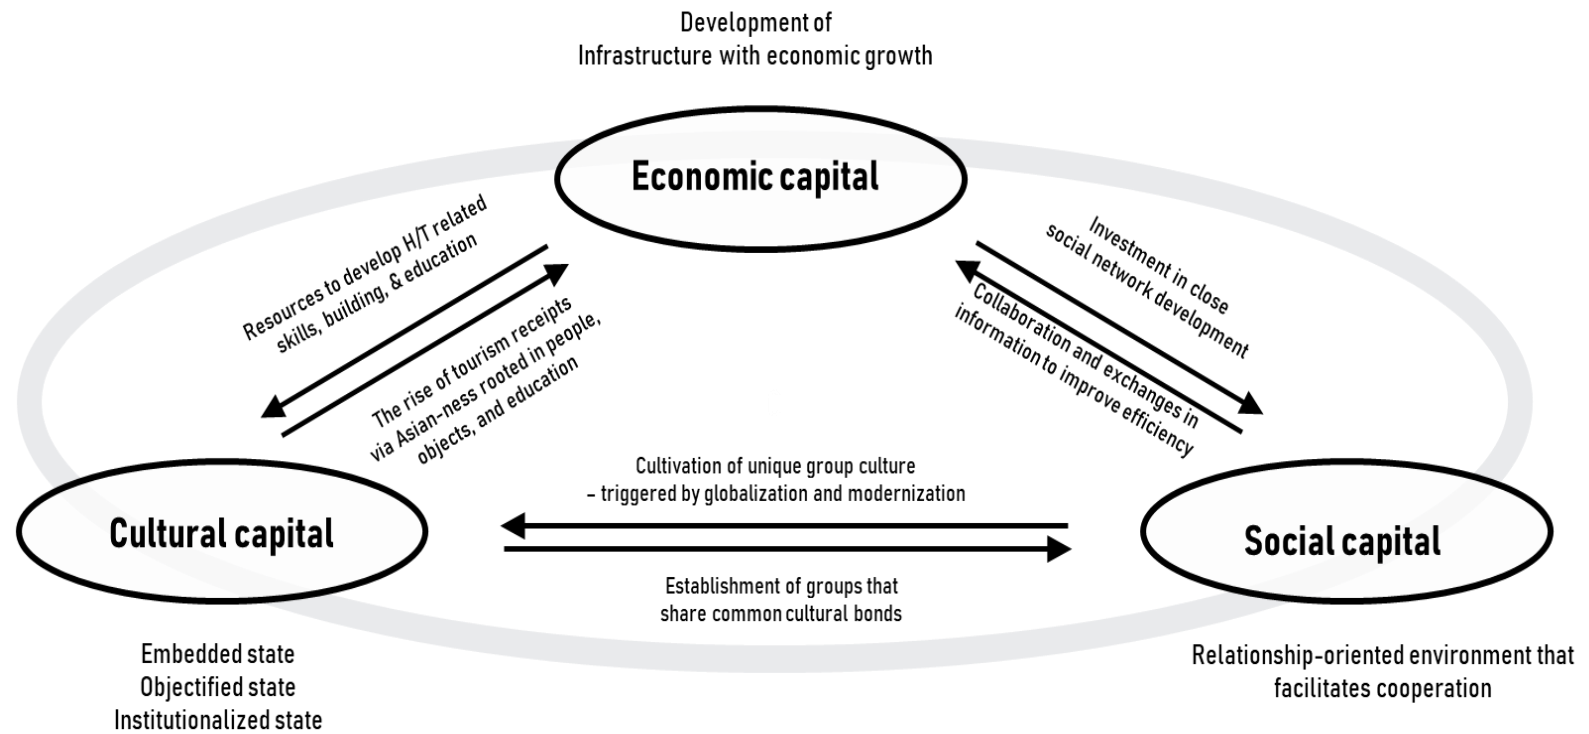 Development of
Infrastructure with economic growth
Economic capital
Resources to develop H/T related
skills, building, & education
The rise of tourism receipts
via Asian-ness rooted in people,
objects, and education
Investment in close
social network development
Collaboration and exchanges in
information to improve efficiency
Cultivation of unique group culture
– triggered by globalization and modernization
Establishment of groups that
share common cultural bonds
Cultural capital
Embedded state
Objectified state
Institutionalized state
Social capital
Relationship-oriented environment that
facilitates cooperation